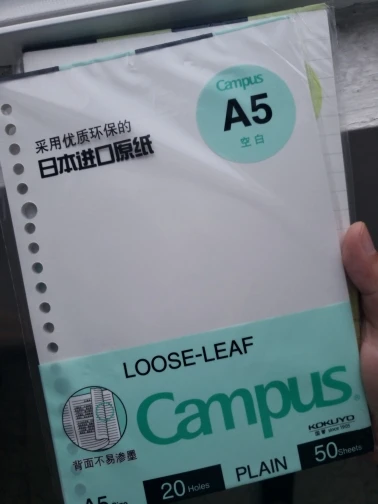 Campus
A5
空白
采用优质环保的
日本进口原纸
LOOSE-LEAF
Campus
KOKUYO
背面不易渗墨
A5
20 Holes
PLAIN
50 Sheets